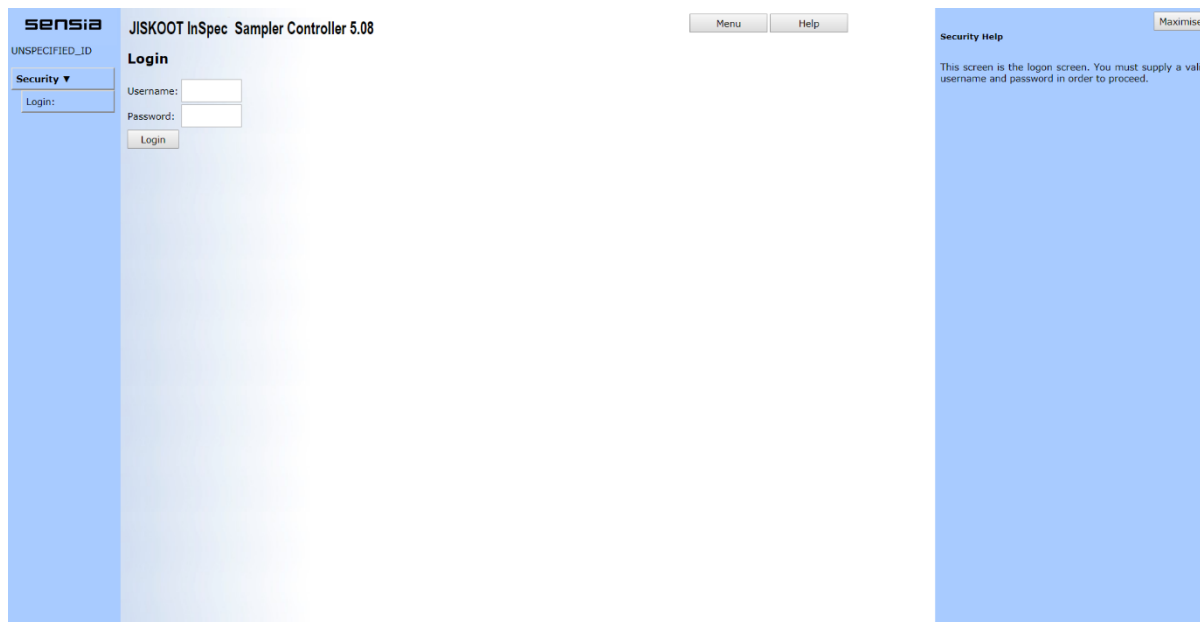 sensia
UNSPECIFIED_ID
Security ▼
Login:
JISKOOT InSpec Sampler Controller 5.08
Menu
Help
Login
Username:
Password:
Login
Maximise
Security Help
This screen is the logon screen. You must supply a vali
username and password in order to proceed.